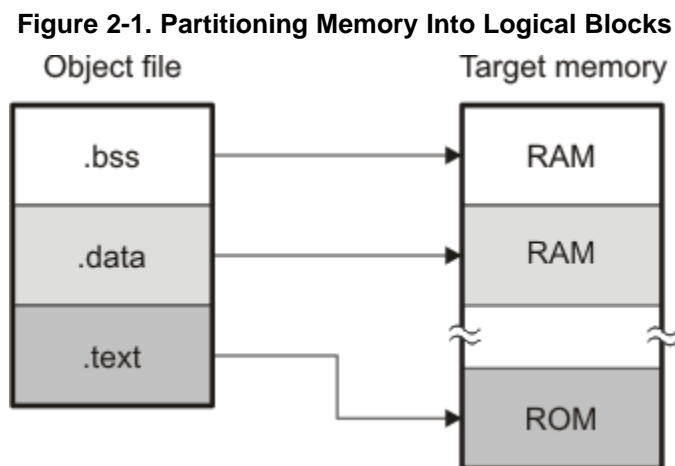 Figure 2-1. Partitioning Memory Into Logical Blocks
Object file
Target memory
.bss
RAM
.data
RAM
.text
ROM